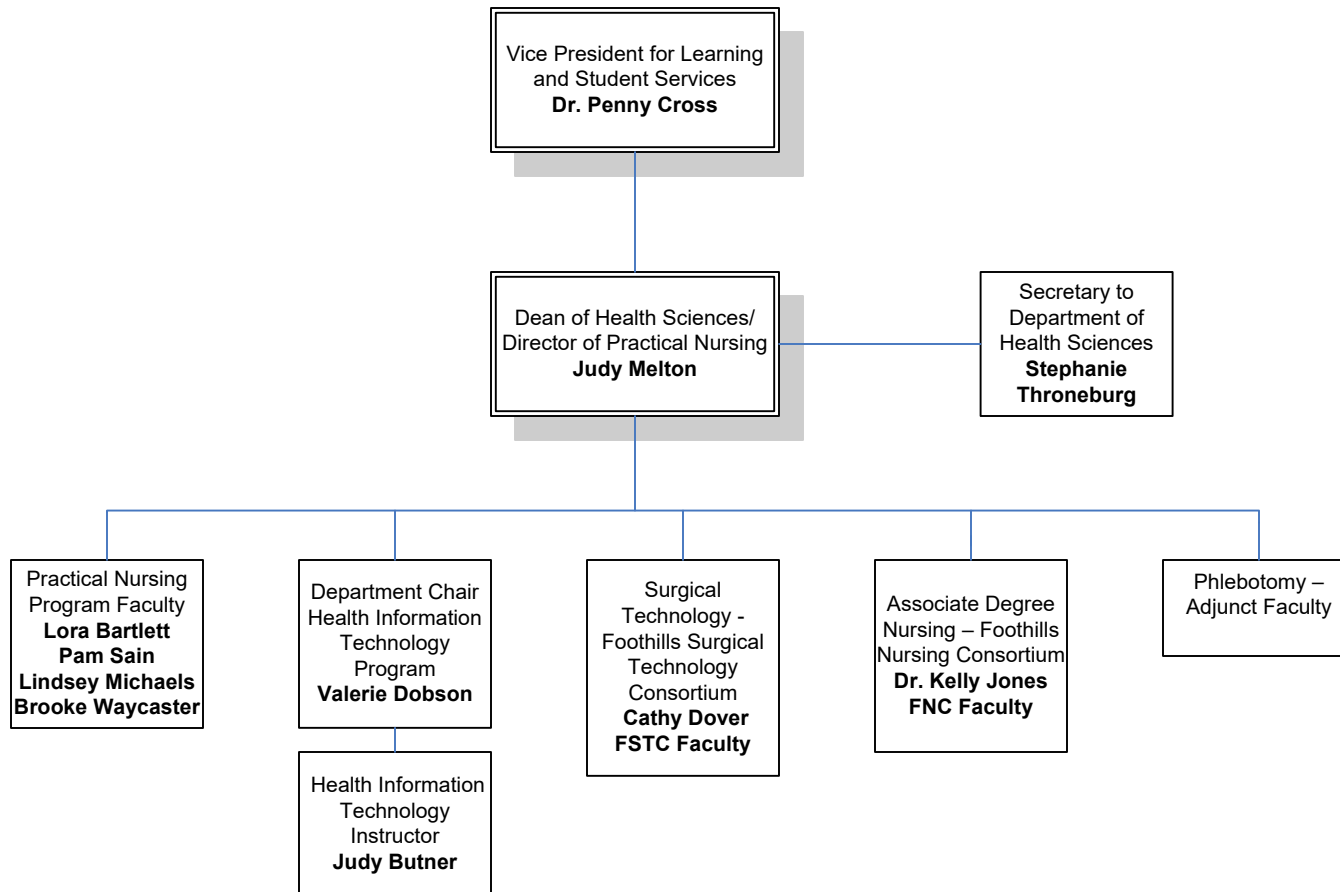 Vice President for Learning
and Student Services
Dr. Penny Cross
Dean of Health Sciences/
Director of Practical Nursing
Judy Melton
Secretary to
Department of
Health Sciences
Stephanie
Throneburg
Practical Nursing
Program Faculty
Lora Bartlett
Pam Sain
Lindsey Michaels
Brooke Waycaster
Department Chair
Health Information
Technology
Program
Valerie Dobson
Health Information
Technology
Instructor
Judy Butner
Surgical
Technology -
Foothills Surgical
Technology
Consortium
Cathy Dover
FSTC Faculty
Associate Degree
Nursing – Foothills
Nursing Consortium
Dr. Kelly Jones
FNC Faculty
Phlebotomy –
Adjunct Faculty